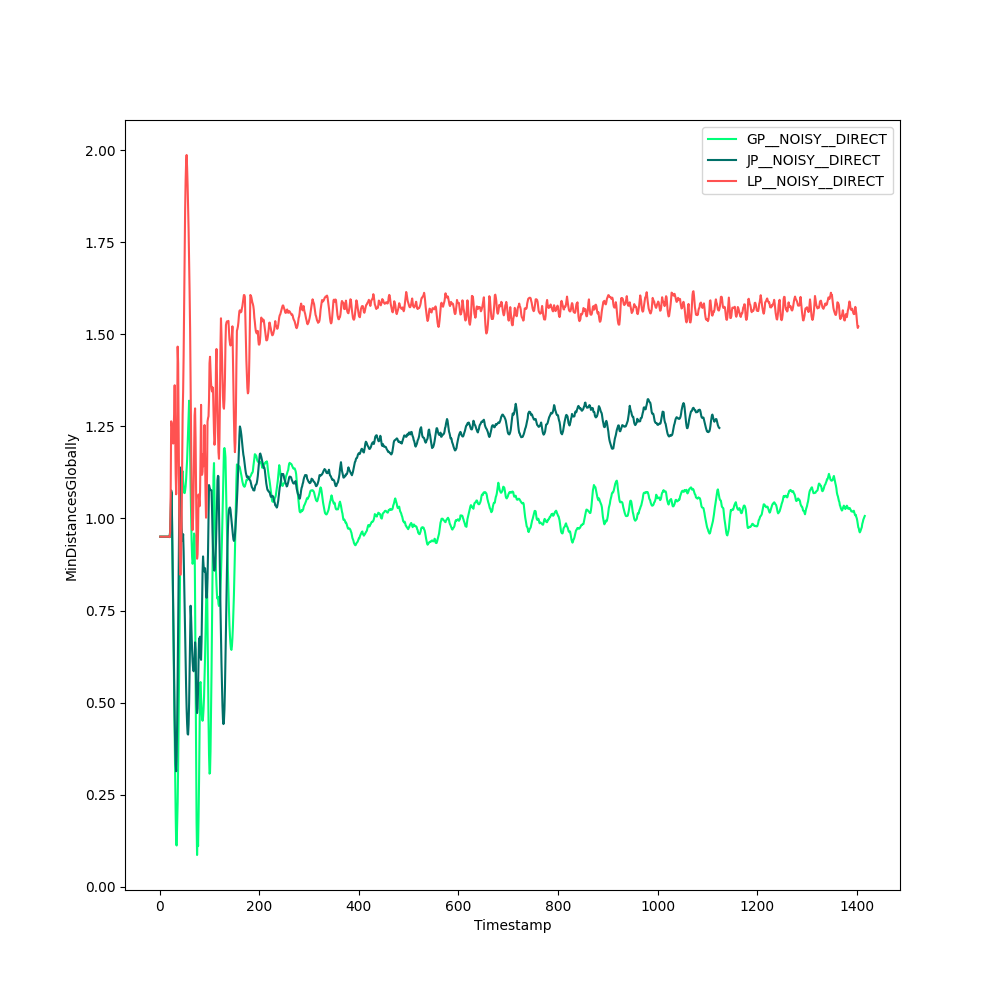 GP__NOISY__DIRECT
JP__NOISY__DIRECT
LP__NOISY__DIRECT
2.00
1.75
1.50
1.25
1.00
0.75
0.50
0.25
0.00
MinDistancesGlobally
0 200 400 600 800 1000 1200 1400
Timestamp